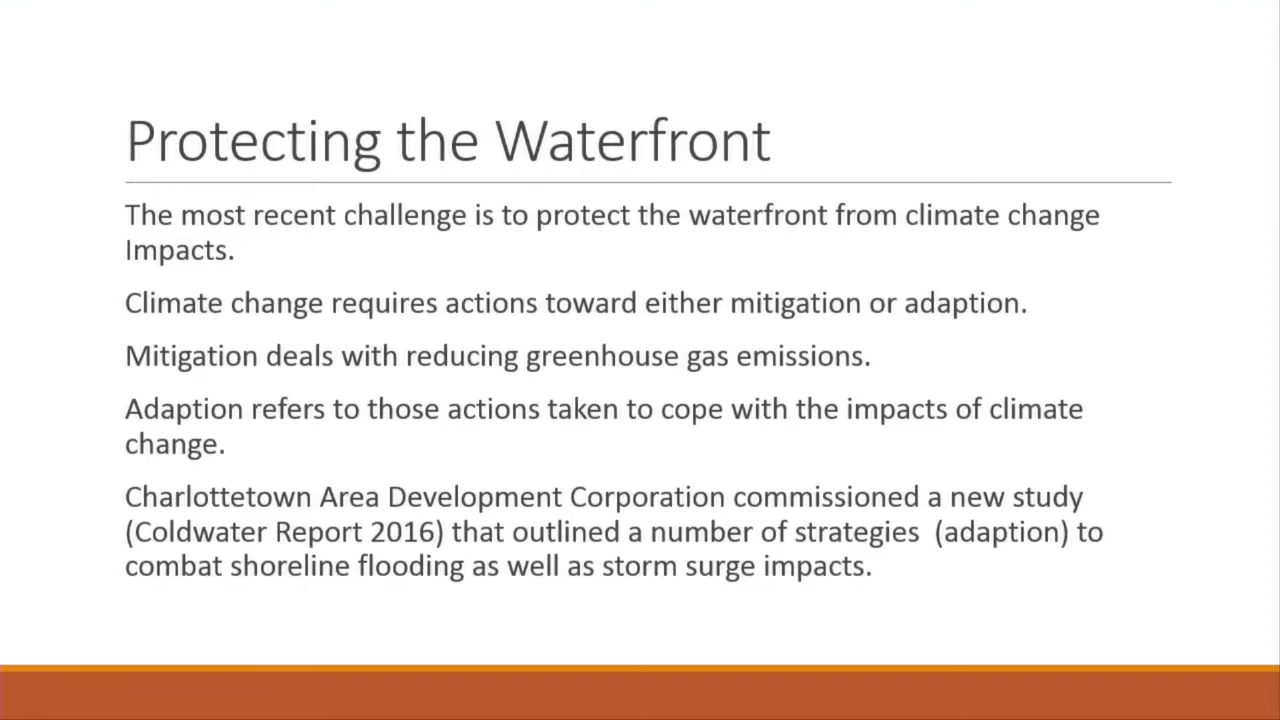 Protecting the Waterfront
The most recent challenge is to protect the waterfront from climate change
Impacts.
Climate change requires actions toward either mitigation or adaption.
Mitigation deals with reducing greenhouse gas emissions.
Adaption refers to those actions taken to cope with the impacts of climate
change.
Charlottetown Area Development Corporation commissioned a new study
(Coldwater Report 2016) that outlined a number of strategies  (adaption) to
combat shoreline flooding as well as storm surge impacts.